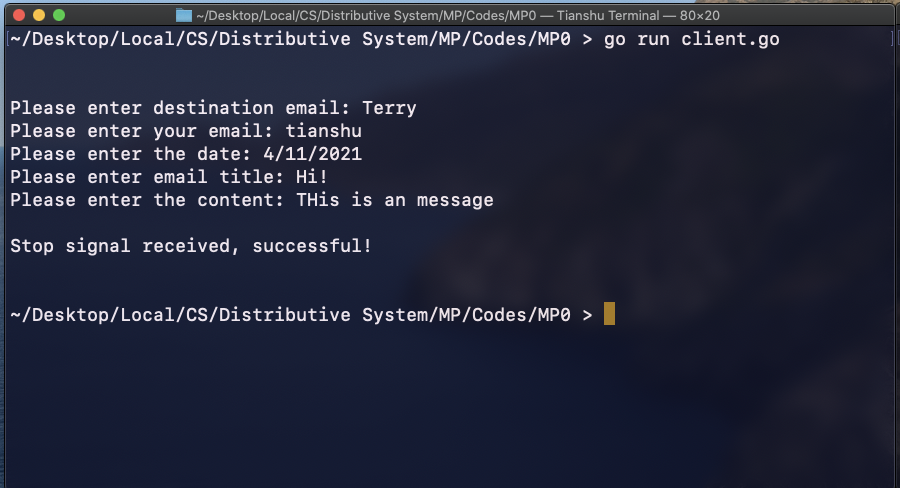 ~/Desktop/Local/CS/Distributive System/MP/Codes/MP0 — Tianshu Terminal — 80×20
[~/Desktop/Local/CS/Distributive System/MP/Codes/MP0 > go run client.go ]
Please enter destination email: Terry
Please enter your email: tianshu
Please enter the date: 4/11/2021
Please enter email title: Hi!
Please enter the content: THis is an message
Stop signal received, successful!
~/Desktop/Local/CS/Distributive System/MP/Codes/MP0 >